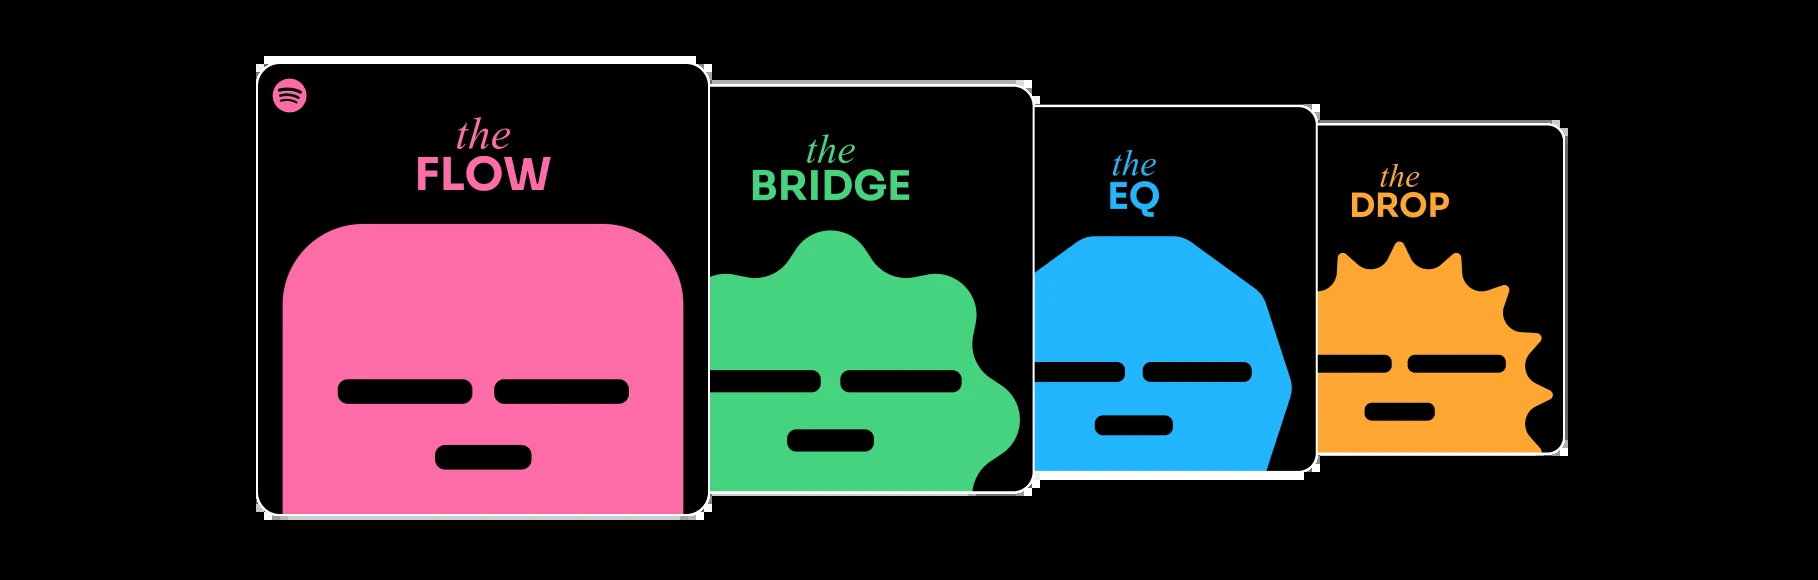 the
FLOW
the
BRIDGE
the
EQ
the
DROP